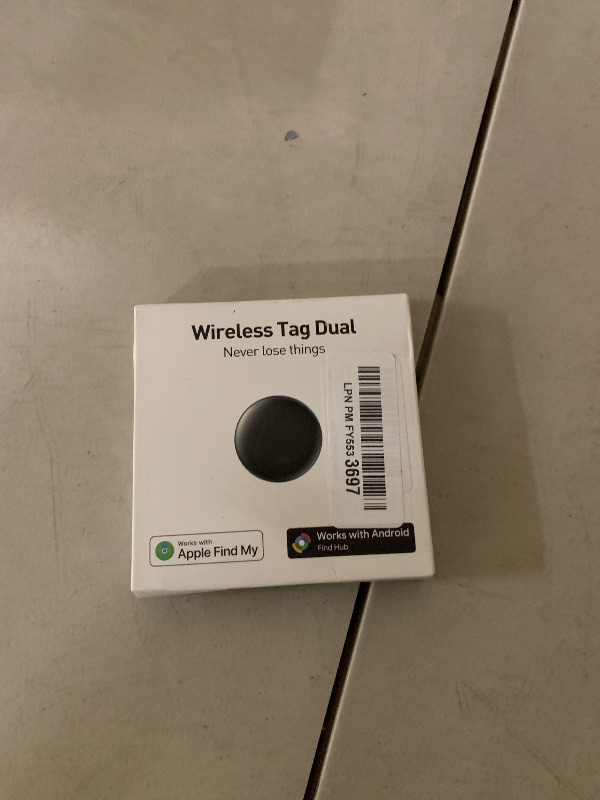 Wireless Tag Dual
Never lose things
LPN PM FY553 3697
Works with
Apple Find My
Works with Android
Find Hub